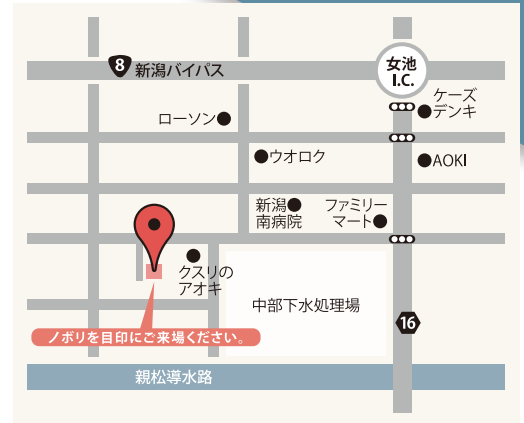 8
新潟バイパス
女池
I.C.
ケーズ
デンキ
ローソン
ウオロク
AOKI
新潟
南病院
ファミリー
マート
クスリの
アオキ
中部下水処理場
16
ノボリを目印にご来場ください。
親松導水路